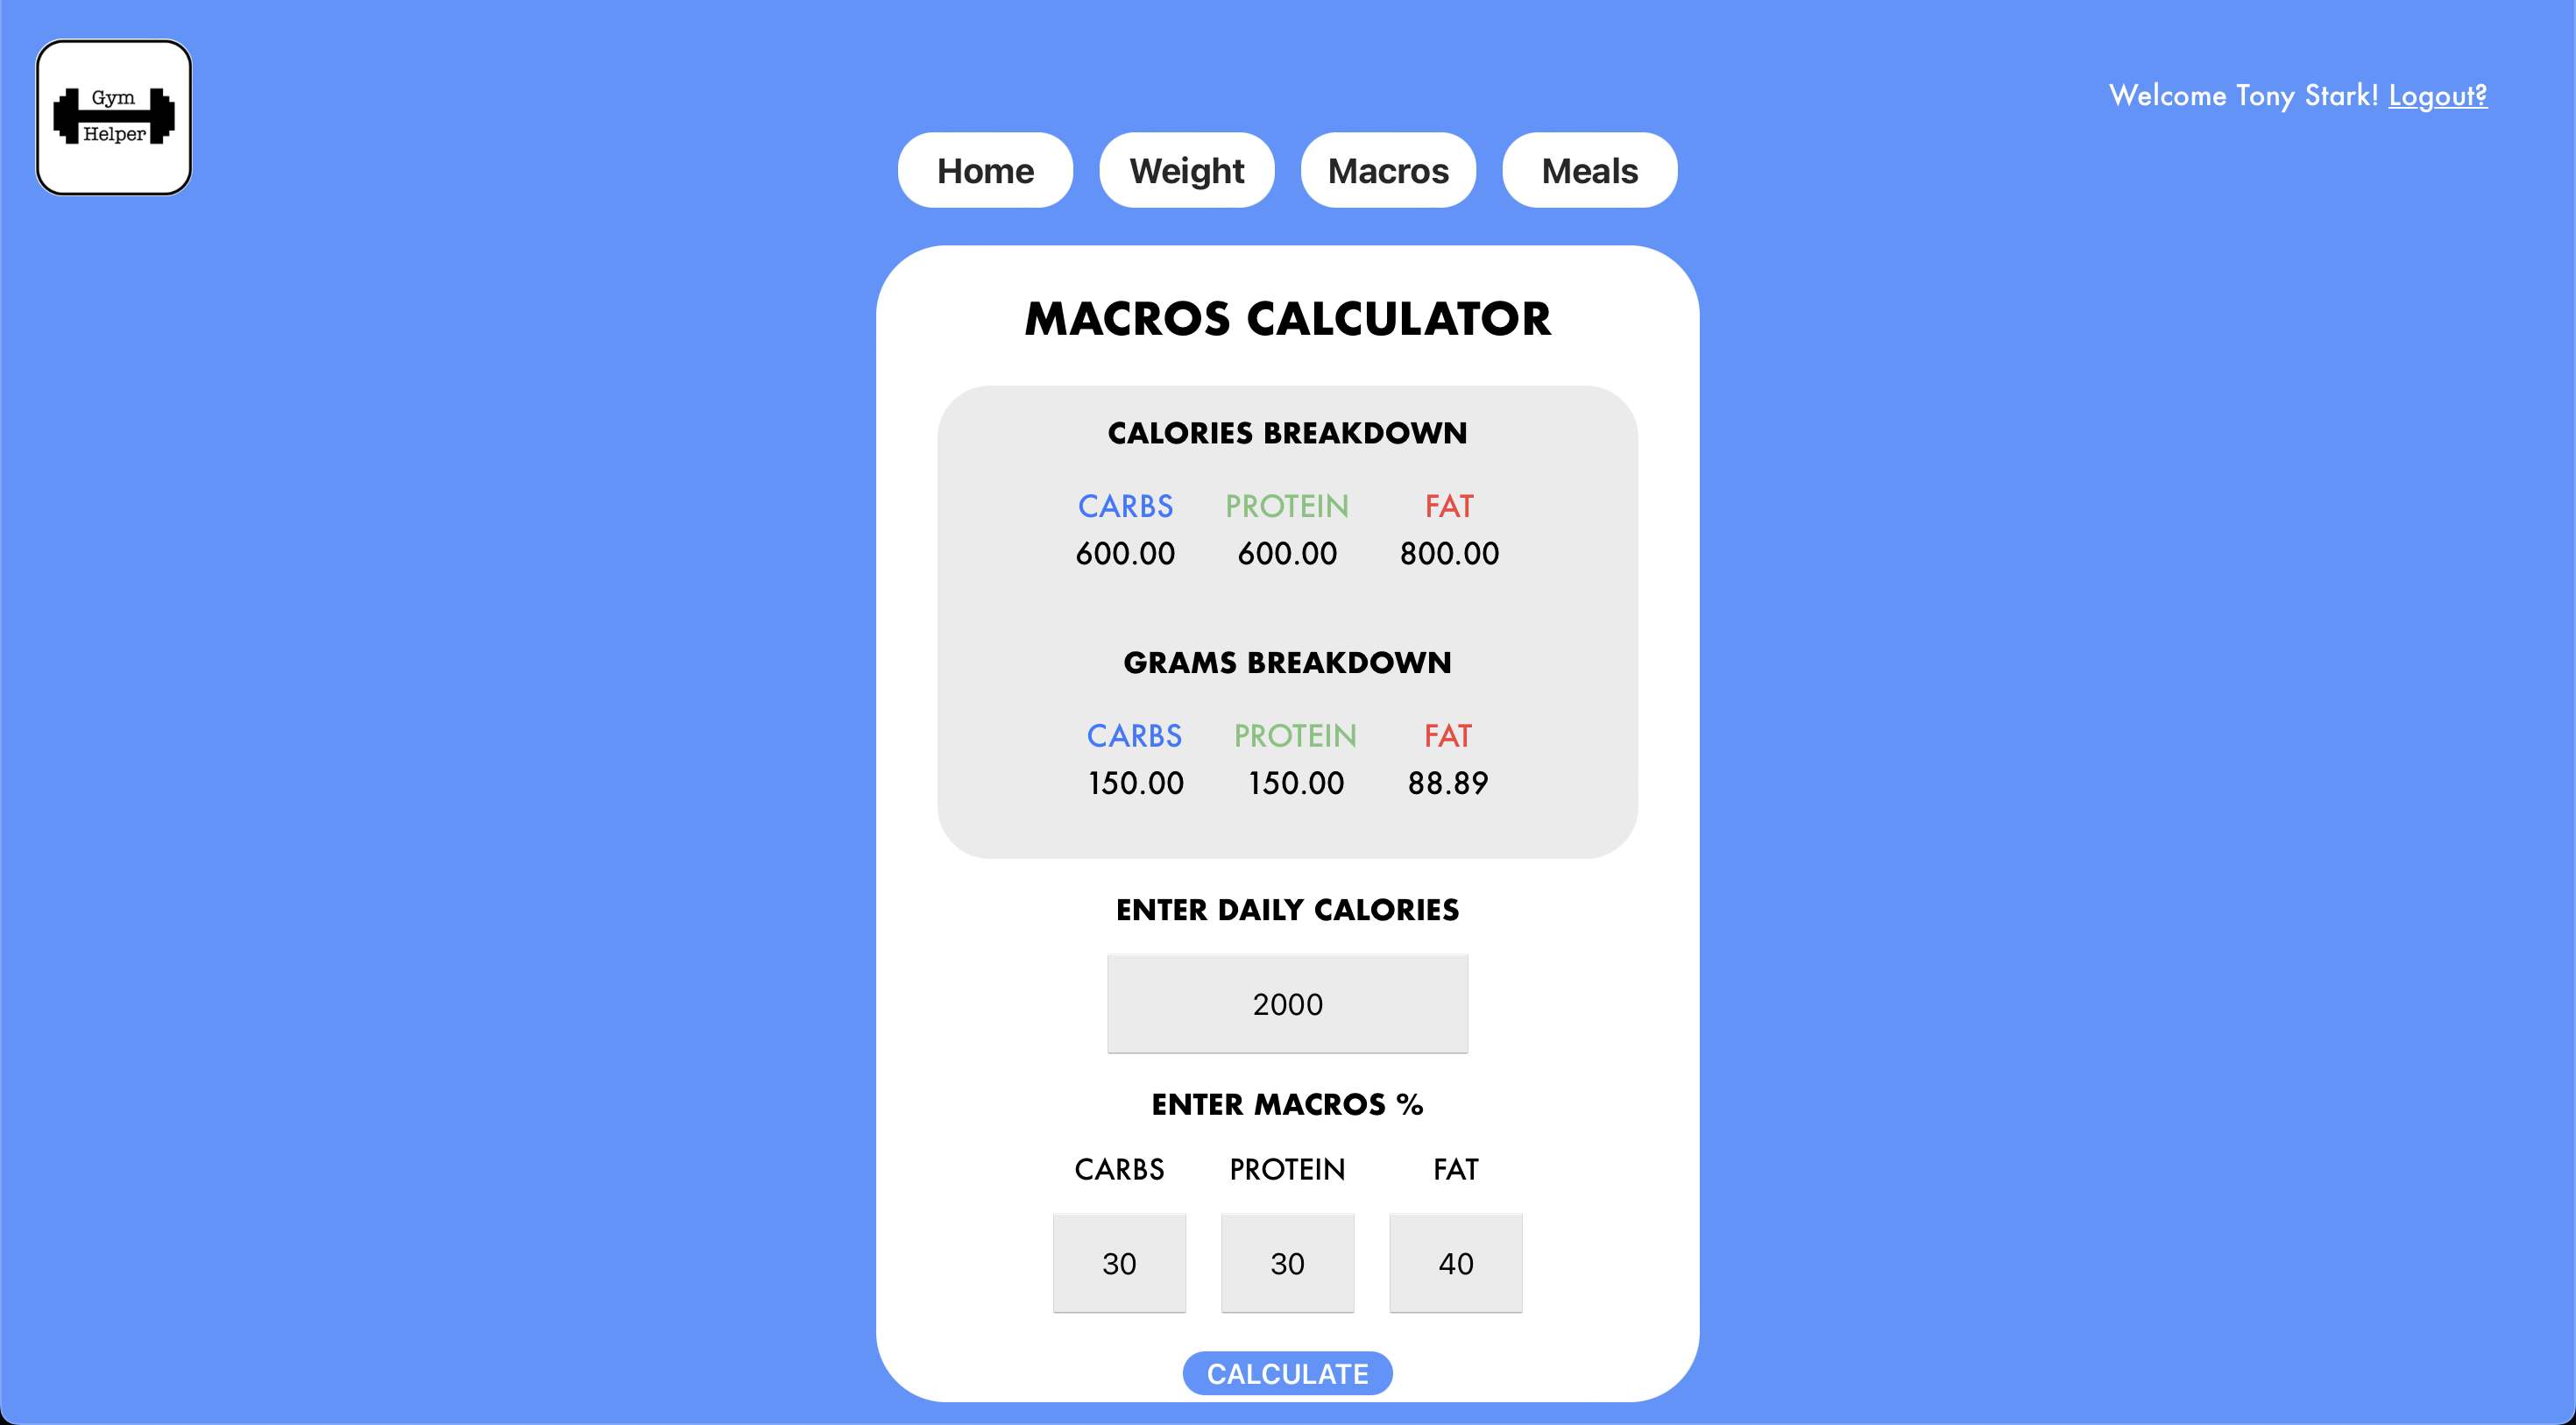 Gym
Helper
Welcome Tony Stark! Logout?
Home Weight Macros Meals
MACROS CALCULATOR
CALORIES BREAKDOWN
CARBS PROTEIN FAT
600.00 600.00 800.00
GRAMS BREAKDOWN
CARBS PROTEIN FAT
150.00 150.00 88.89
ENTER DAILY CALORIES
2000
ENTER MACROS %
CARBS PROTEIN FAT
30 30 40
CALCULATE